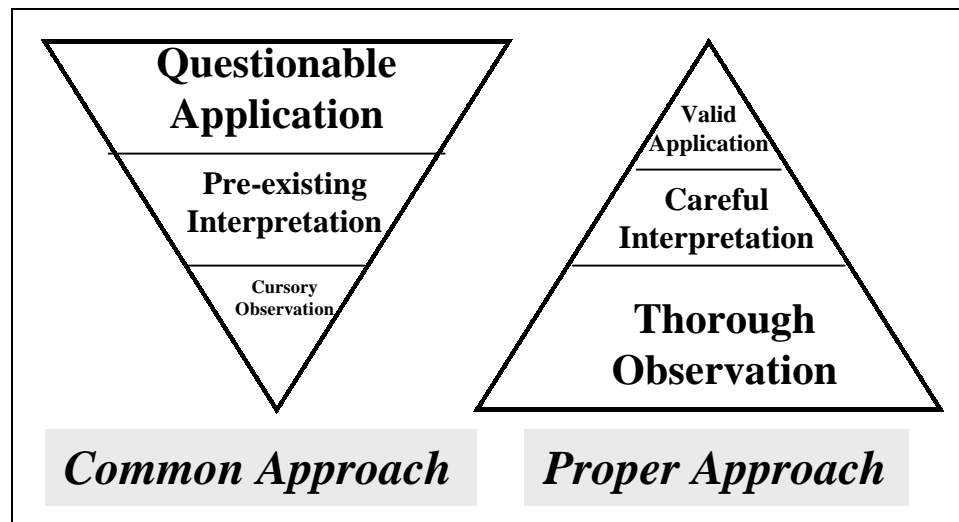 Questionable
Application
Pre-existing
Interpretation
Cursory
Observation
Common Approach
Valid
Application
Careful
Interpretation
Thorough
Observation
Proper Approach